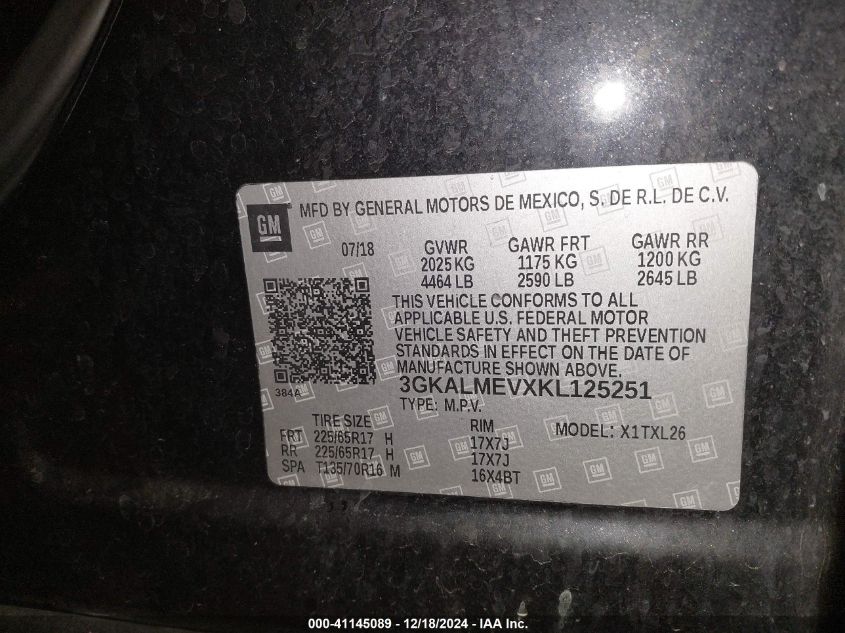 GM MFD BY GENERAL MOTORS DE MEXICO, S. DE R.L. DE C.V.
07/18 GVWR GAWR FRT GAWR RR
2025 KG 1175 KG 1200 KG
4464 LB 2590 LB 2645 LB
THIS VEHICLE CONFORMS TO ALL
APPLICABLE U.S. FEDERAL MOTOR
VEHICLE SAFETY AND THEFT PREVENTION
STANDARDS IN EFFECT ON THE DATE OF
MANUFACTURE SHOWN ABOVE.
384A 3GKALMEVXKL125251
TYPE: M.P.V.
TIRE SIZE RIM MODEL: X1TXL26
FRT 225/65R17 H 17X7J
RR 225/65R17 H 17X7J
SPA T135/70R16 M 16X4BT
000-41145089 - 12/18/2024 - IAA Inc.